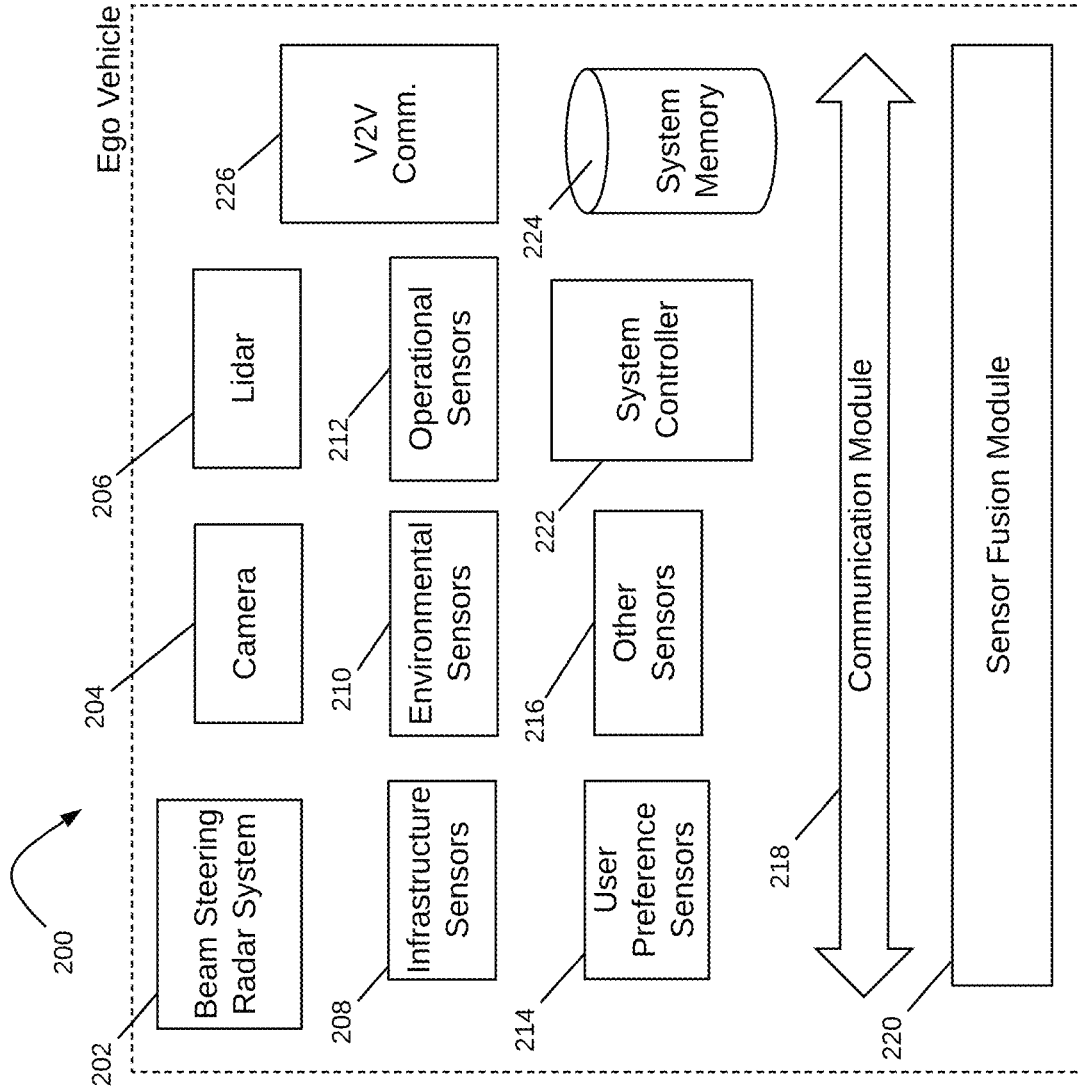 Ego Vehicle
200
202
Beam Steering
Radar System
204
Camera
206
Lidar
226
V2V
Comm.
208
Infrastructure
Sensors
210
Environmental
Sensors
212
Operational
Sensors
214
User
Preference
Sensors
216
Other
Sensors
222
System
Controller
224
System
Memory
218
Communication Module
220
Sensor Fusion Module